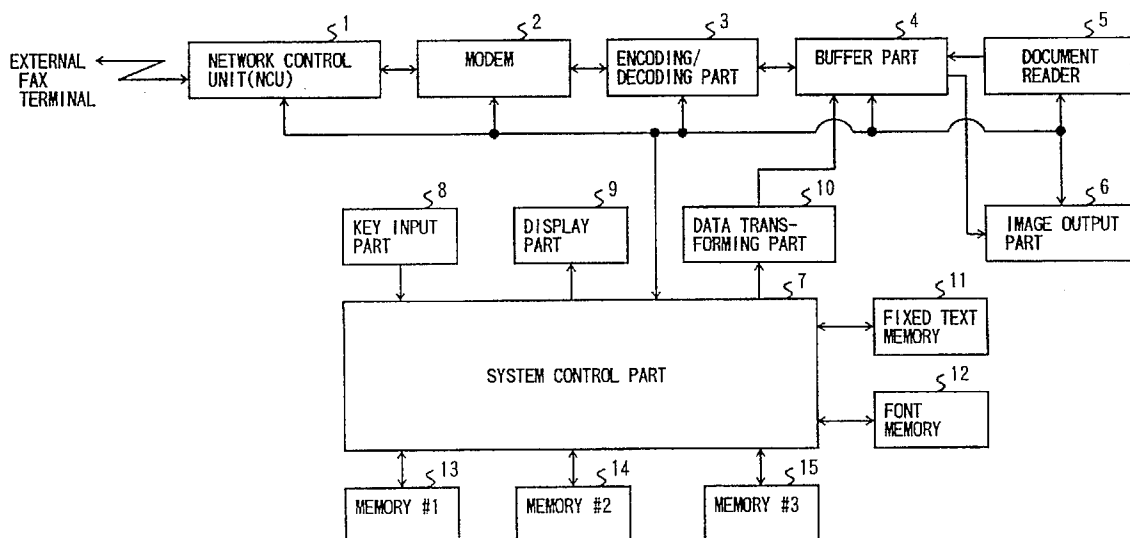 1
2
3
4
5
EXTERNAL
FAX
TERMINAL
NETWORK CONTROL
UNIT(NCU)
MODEM
ENCODING/
DECODING PART
BUFFER PART
DOCUMENT
READER
8
9
10
6
KEY INPUT
PART
DISPLAY
PART
DATA TRANS-
FORMING PART
IMAGE OUTPUT
PART
7
11
FIXED TEXT
MEMORY
SYSTEM CONTROL PART
12
FONT
MEMORY
13
14
15
MEMORY #1
MEMORY #2
MEMORY #3